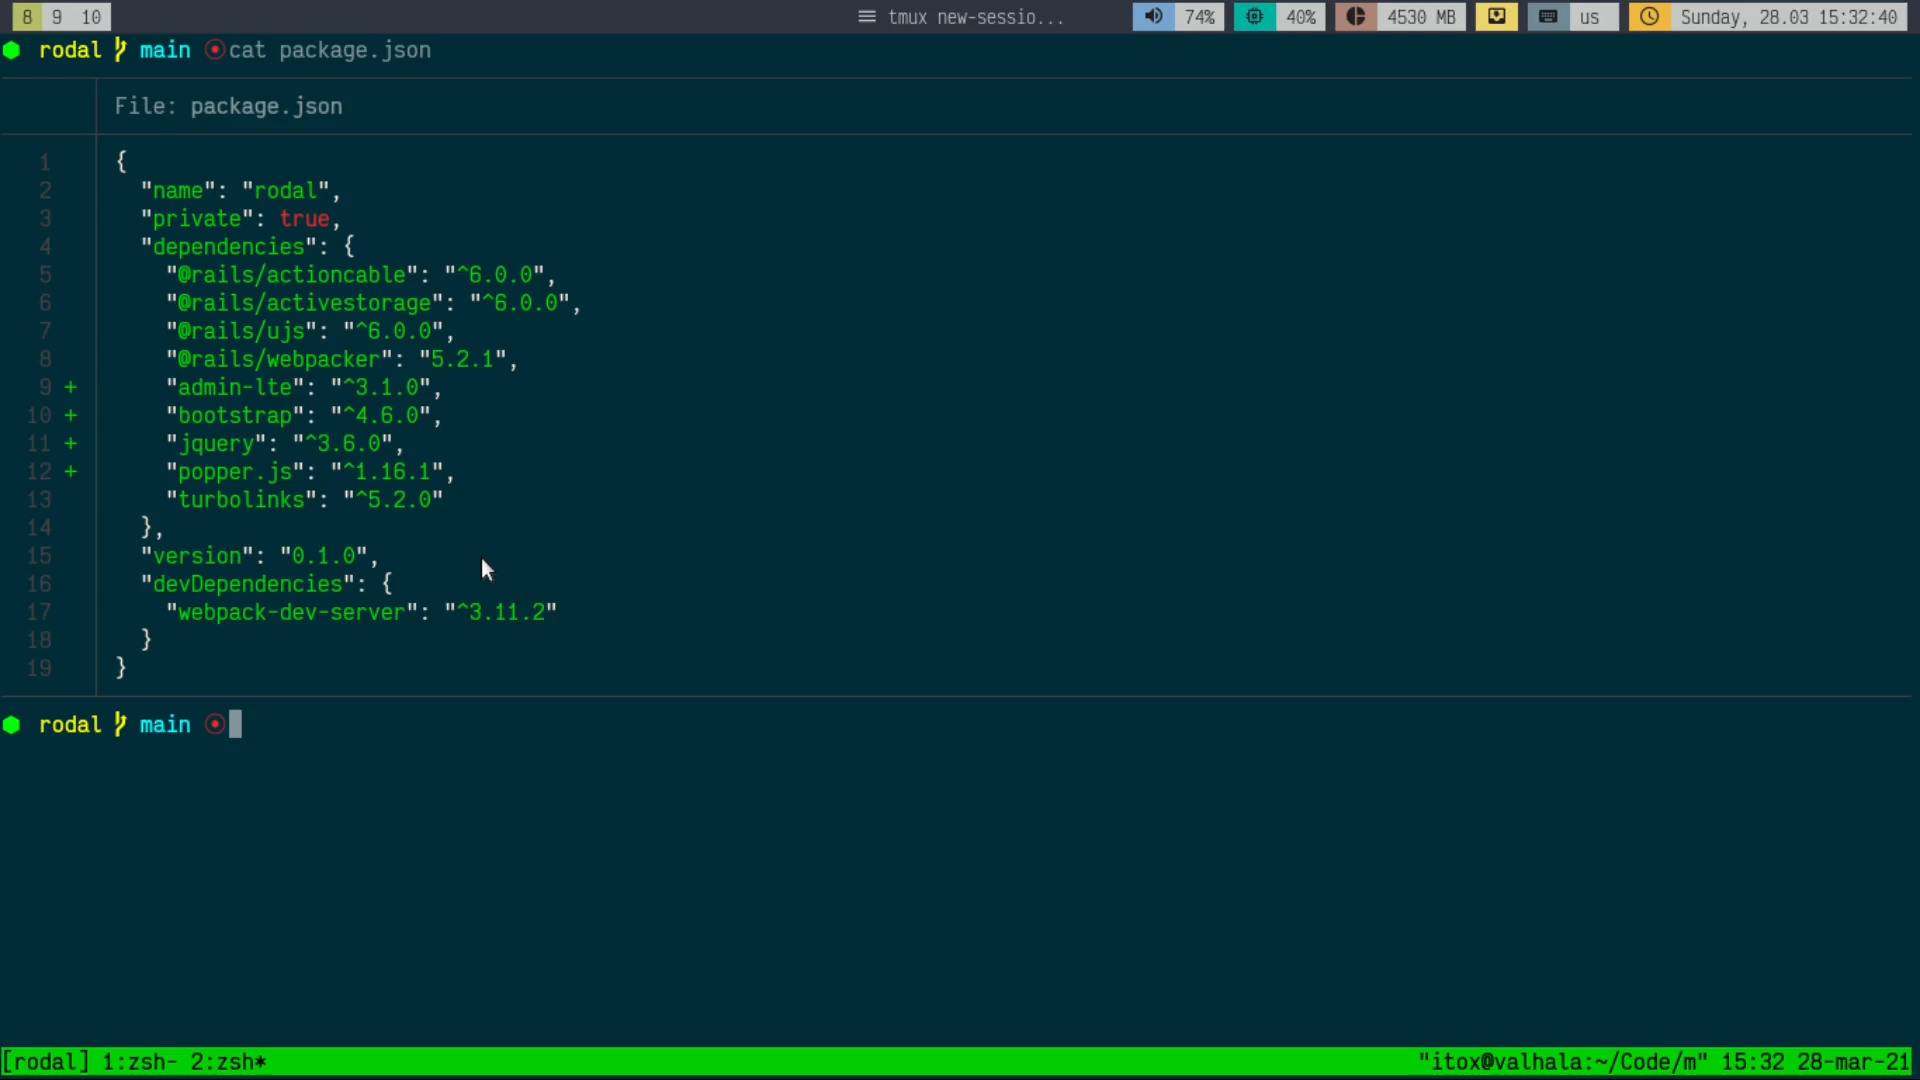 8 9 10 tmux new-sessio... 74% 40% 4530 MB us Sunday, 28.03 15:32:40
rodal main cat package.json
File: package.json
1 {
2   "name": "rodal",
3   "private": true,
4   "dependencies": {
5     "@rails/actioncable": "^6.0.0",
6     "@rails/activestorage": "^6.0.0",
7     "@rails/ujs": "^6.0.0",
8     "@rails/webpacker": "5.2.1",
9 +     "admin-lte": "^3.1.0",
10 +     "bootstrap": "^4.6.0",
11 +     "jquery": "^3.6.0",
12 +     "popper.js": "^1.16.1",
13     "turbolinks": "^5.2.0"
14   },
15   "version": "0.1.0",
16   "devDependencies": {
17     "webpack-dev-server": "^3.11.2"
18   }
19 }
rodal main
[rodal] 1:zsh- 2:zsh* "itox@valhala:~/Code/m" 15:32 28-mar-21